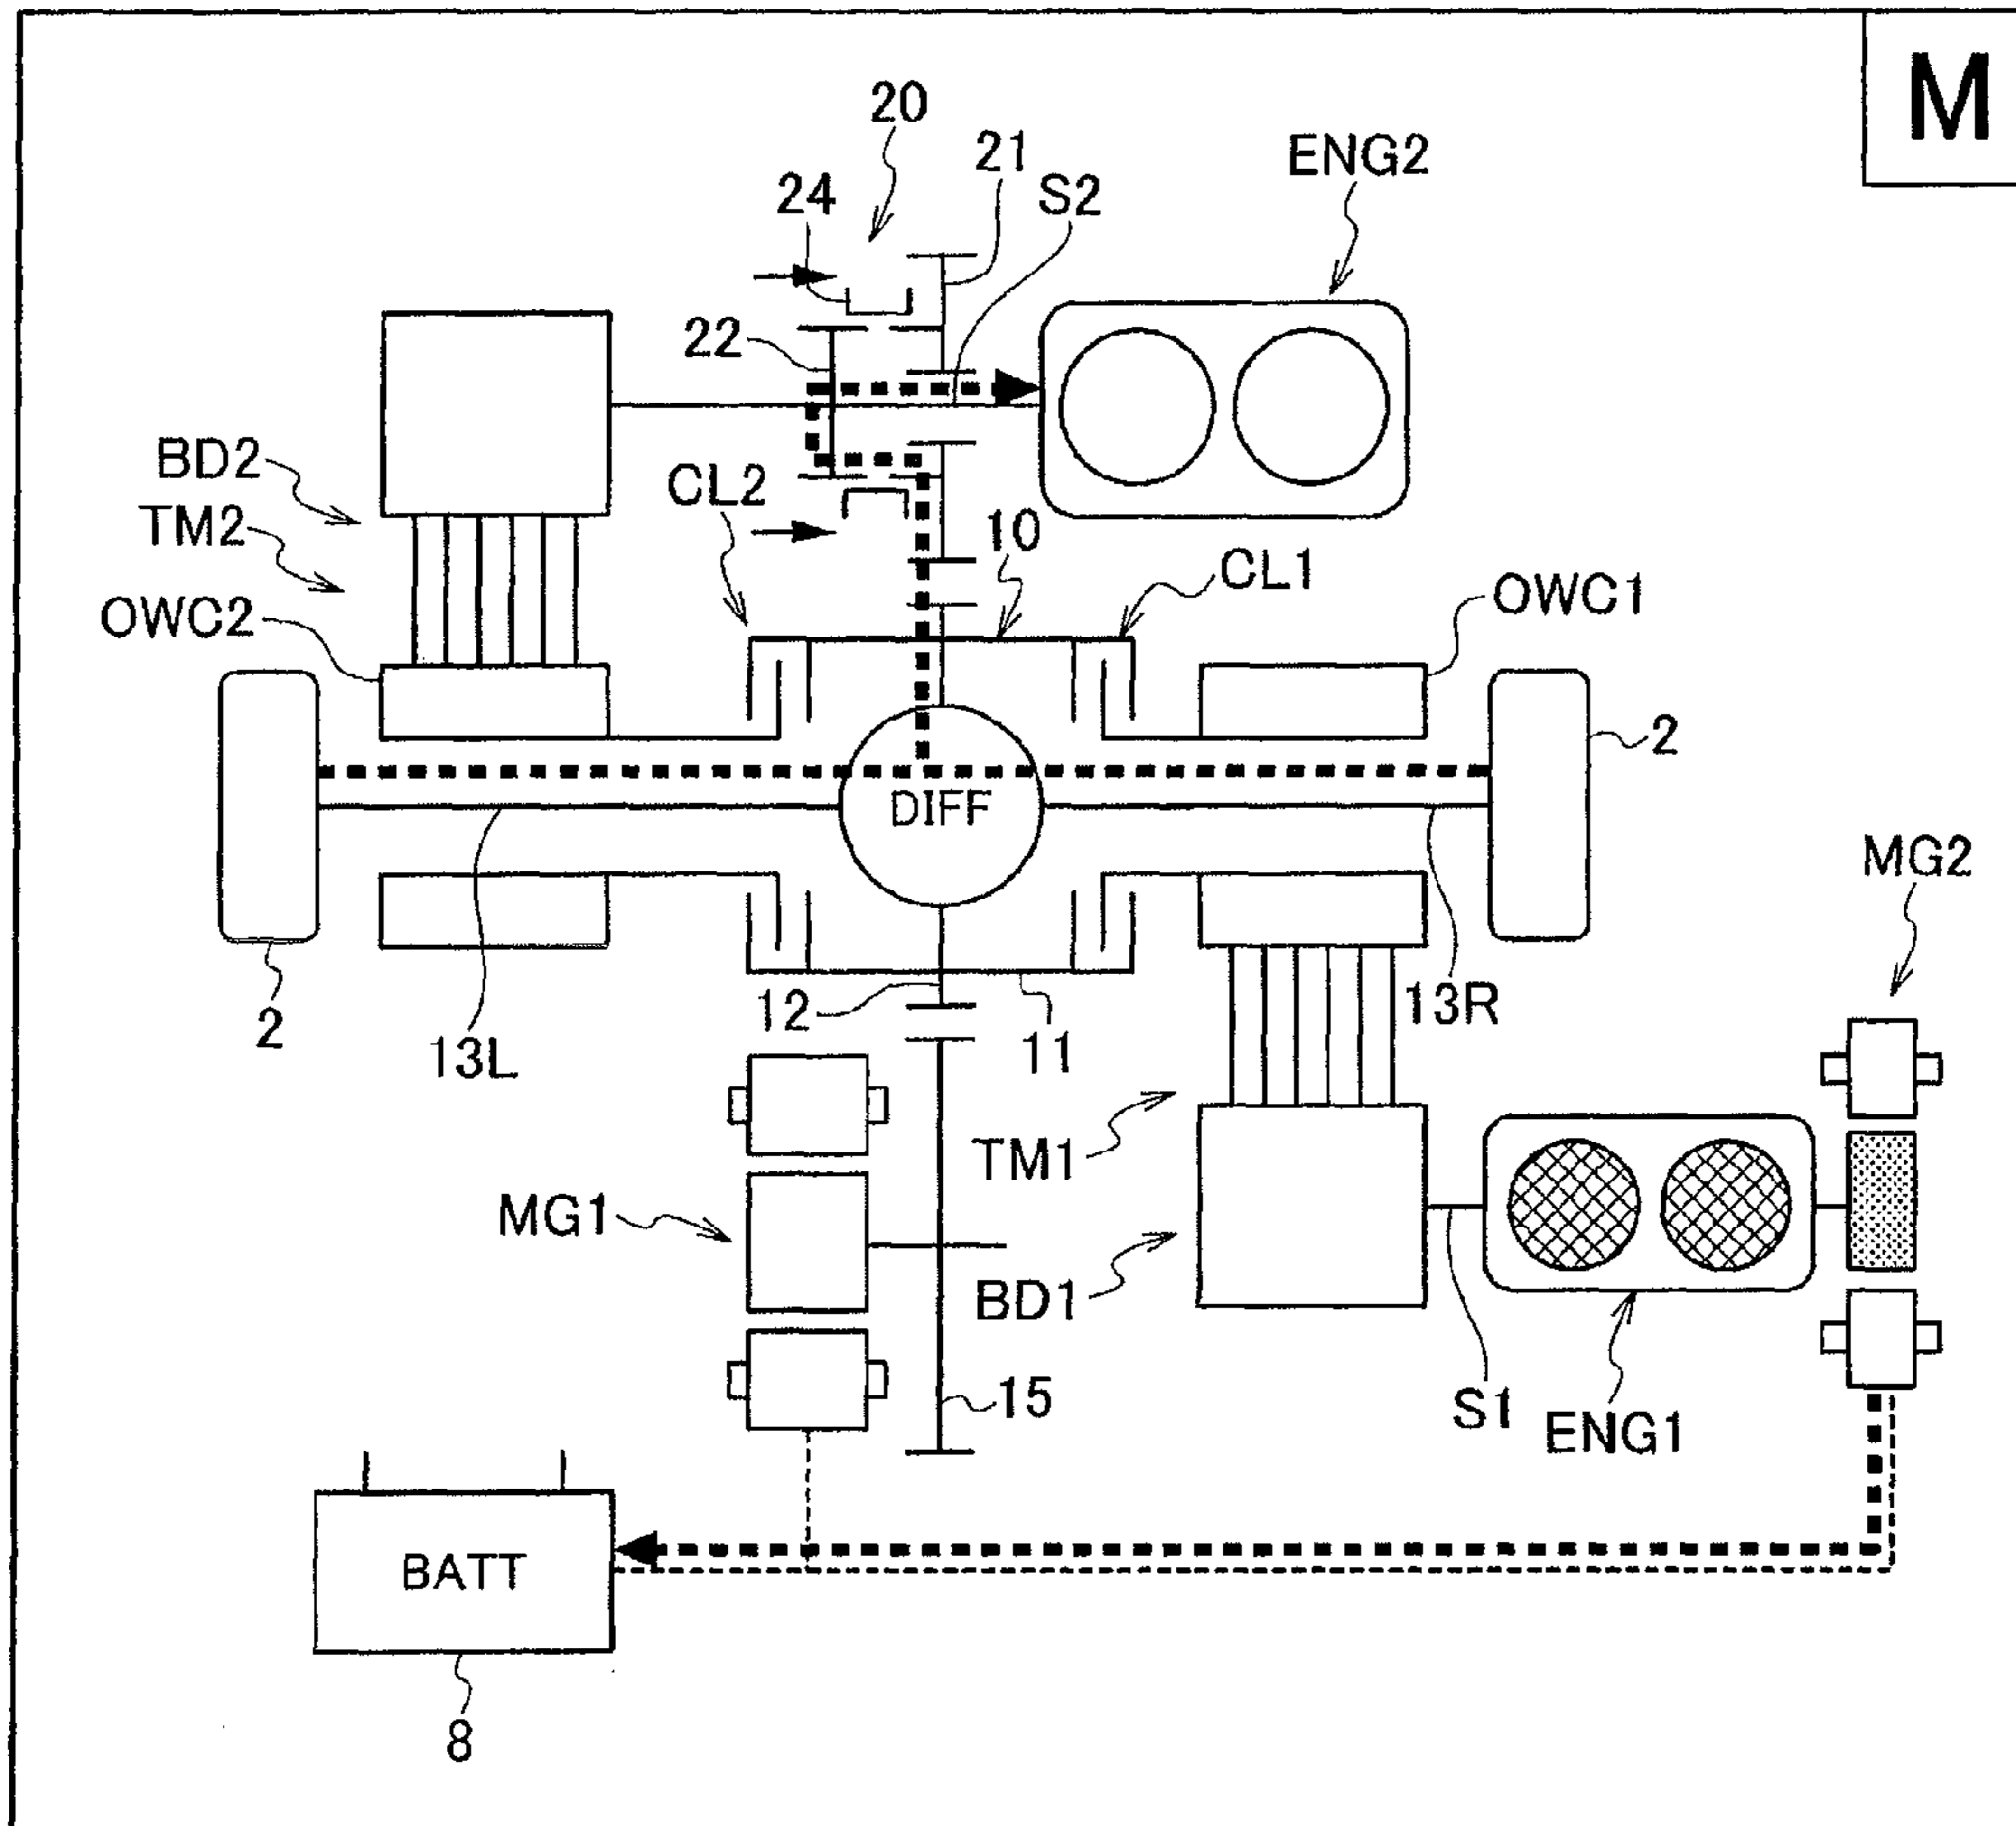 M
20
21
ENG2
24
S2
22
BD2
CL2
TM2
10
CL1
OWC1
OWC2
2
DIFF
MG2
12
13R
2
11
13L
TM1
MG1
BD1
15
S1
ENG1
BATT
8